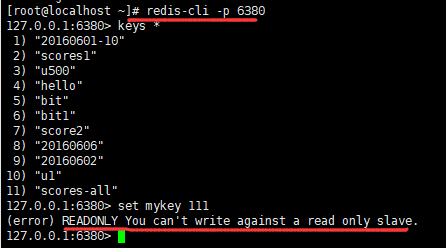 [root@localhost ~]# redis-cli -p 6380
127.0.0.1:6380> keys *
1) "20160601-10"
2) "scores1"
3) "u500"
4) "hello"
5) "bit"
6) "bit1"
7) "score2"
8) "20160606"
9) "20160602"
10) "u1"
11) "scores-all"
127.0.0.1:6380> set mykey 111
(error) READONLY You can't write against a read only slave.
127.0.0.1:6380>